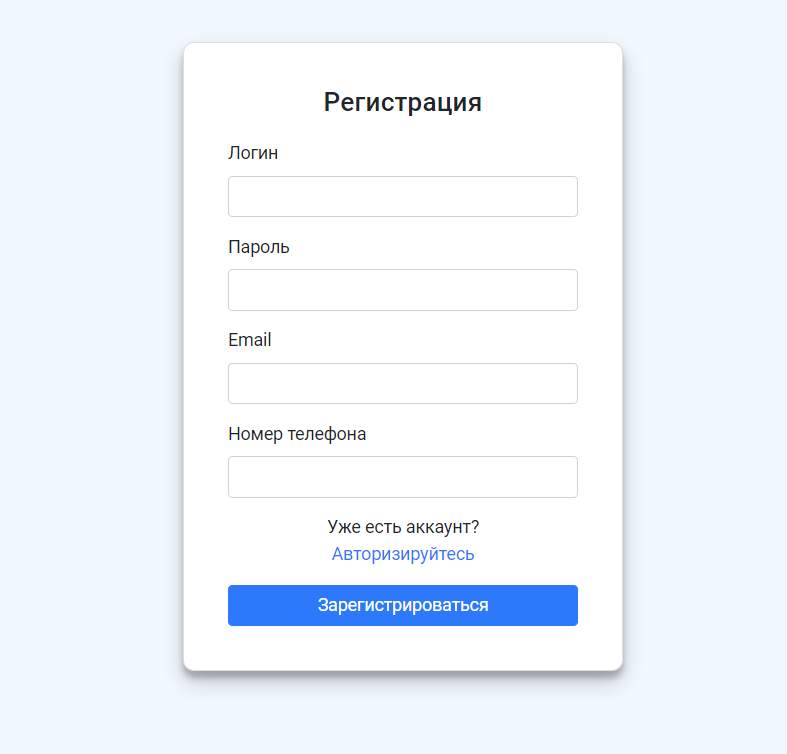 Регистрация
Логин
Пароль
Email
Номер телефона
Уже есть аккаунт?
Авторизируйтесь
Зарегистрироваться